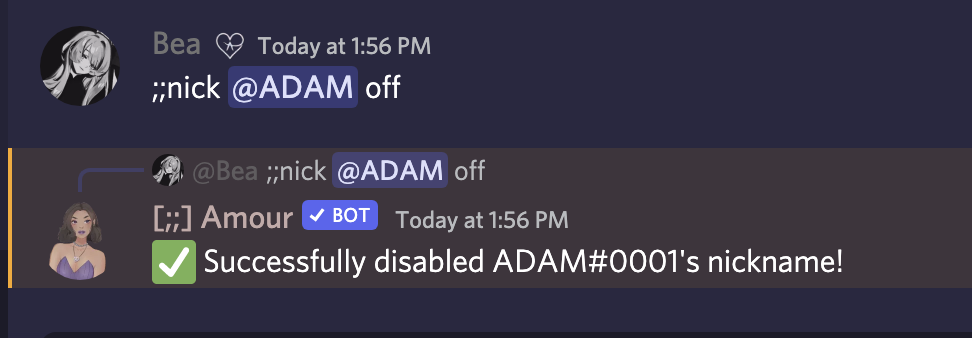 Bea Today at 1:56 PM
;;nick @ADAM off
@Bea ;;nick @ADAM off
[;;] Amour ✓ BOT Today at 1:56 PM
✅ Successfully disabled ADAM#0001's nickname!